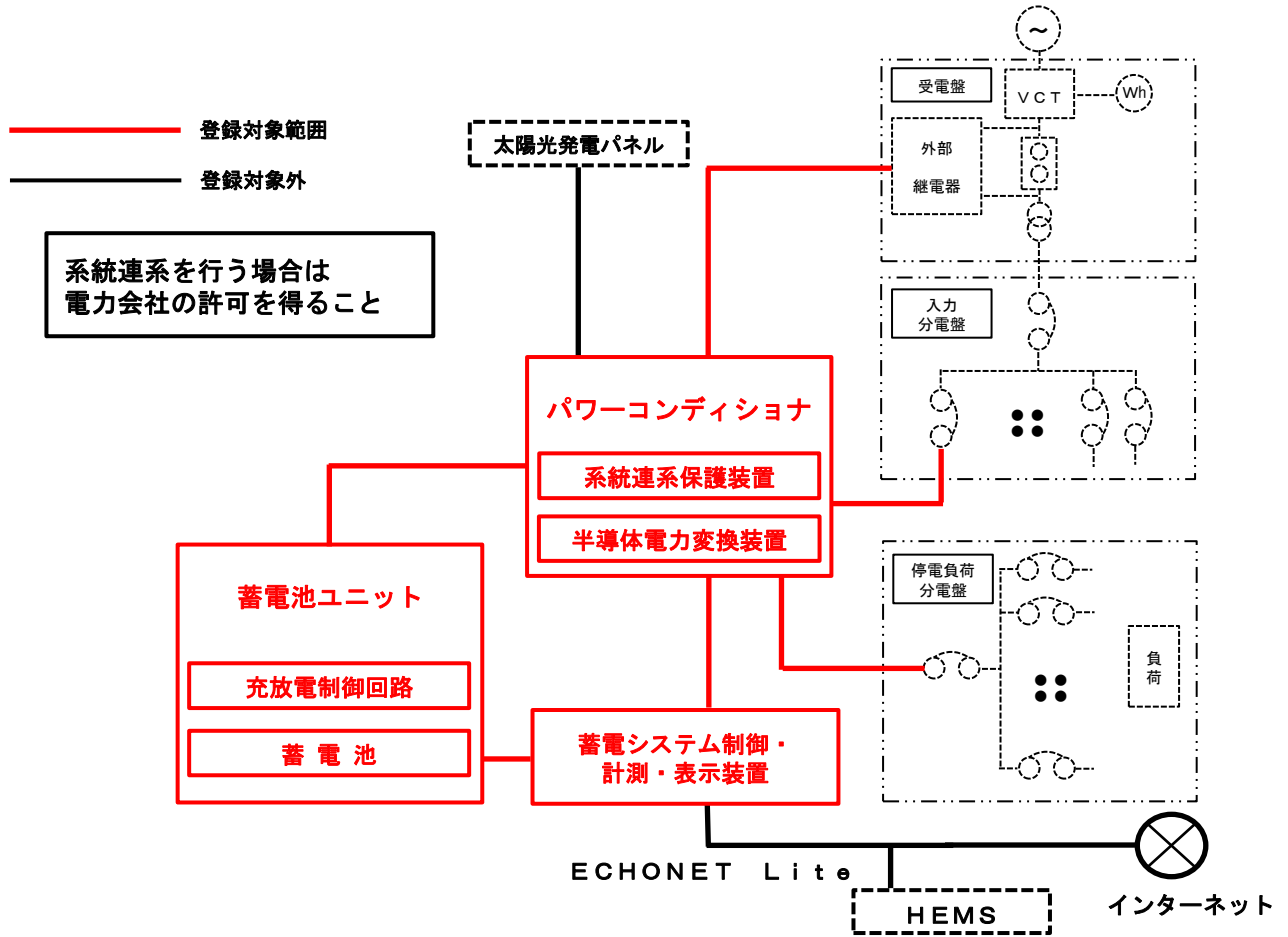 ～
受電盤
ＶＣＴ
Wh
登録対象範囲
登録対象外
太陽光発電パネル
外部
継電器
系統連系を行う場合は
電力会社の許可を得ること
入力
分電盤
パワーコンディショナ
系統連系保護装置
半導体電力変換装置
蓄電池ユニット
充放電制御回路
蓄 電 池
停電負荷
分電盤
負
荷
蓄電システム制御・
計測・表示装置
ＥＣＨＯＮＥＴ　Ｌｉｔｅ
ＨＥＭＳ
インターネット